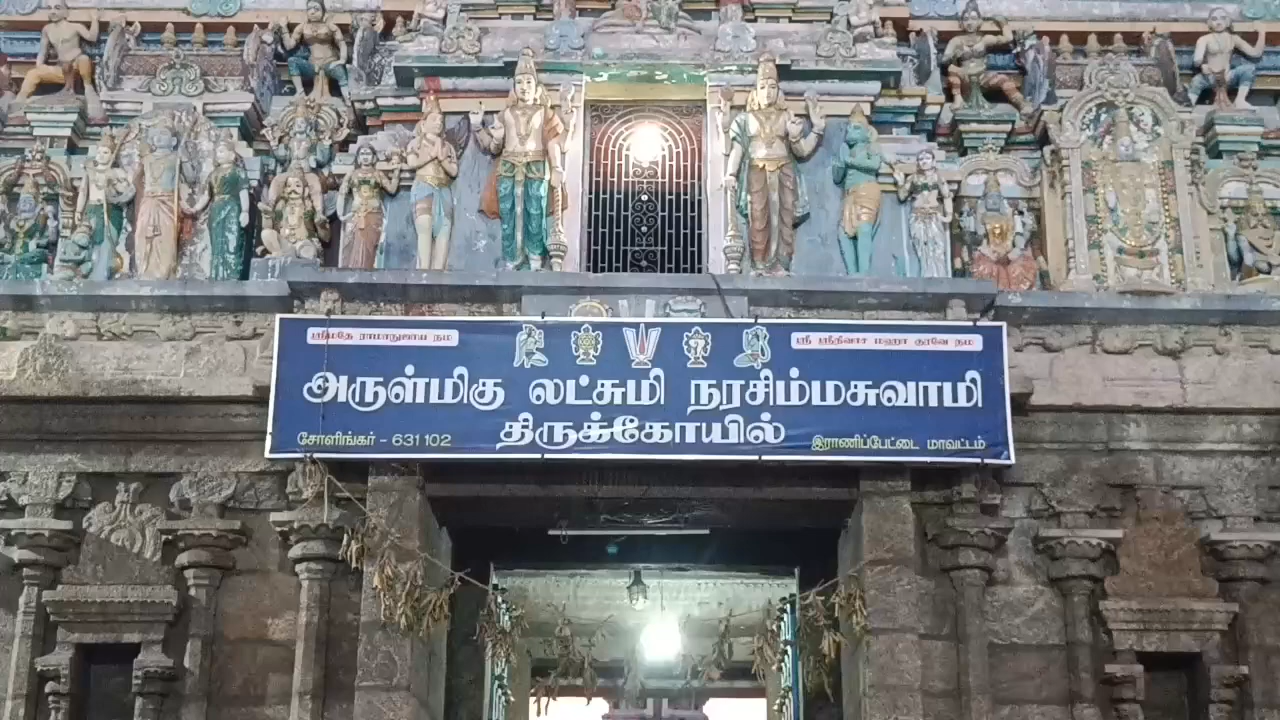 ஸ்ரீமதே ராமாநுஜாய நம
ஸ்ரீ ஸ்ரீநிவாச மஹா குரவே நம
அருள்மிகு லட்சுமி நரசிம்மசுவாமி
திருக்கோயில்
சோளிங்கர் - 631 102
இராணிப்பேட்டை மாவட்டம்